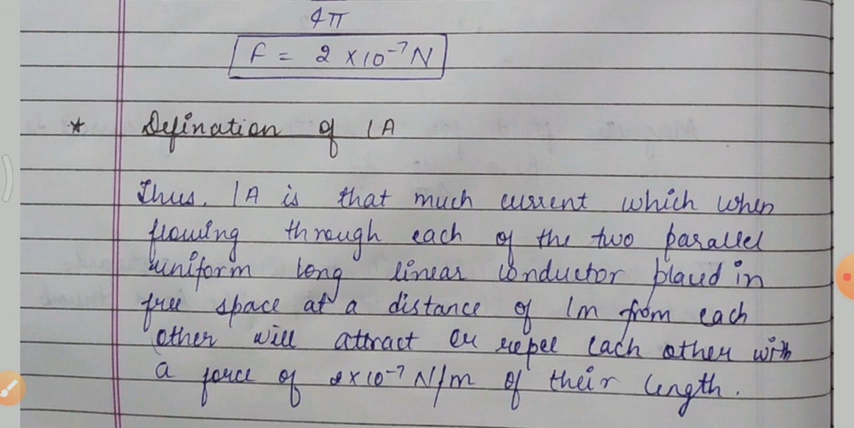 4π
F = 2 × 10⁻⁷ N
* Defination of 1A
Thus, 1A is that much current which when
flowing through each of the two parallel
uniform long linear conductor placed in
free space at a distance of 1m from each
other will attract or repel each other with
a force of 2×10⁻⁷ N/m of their length.